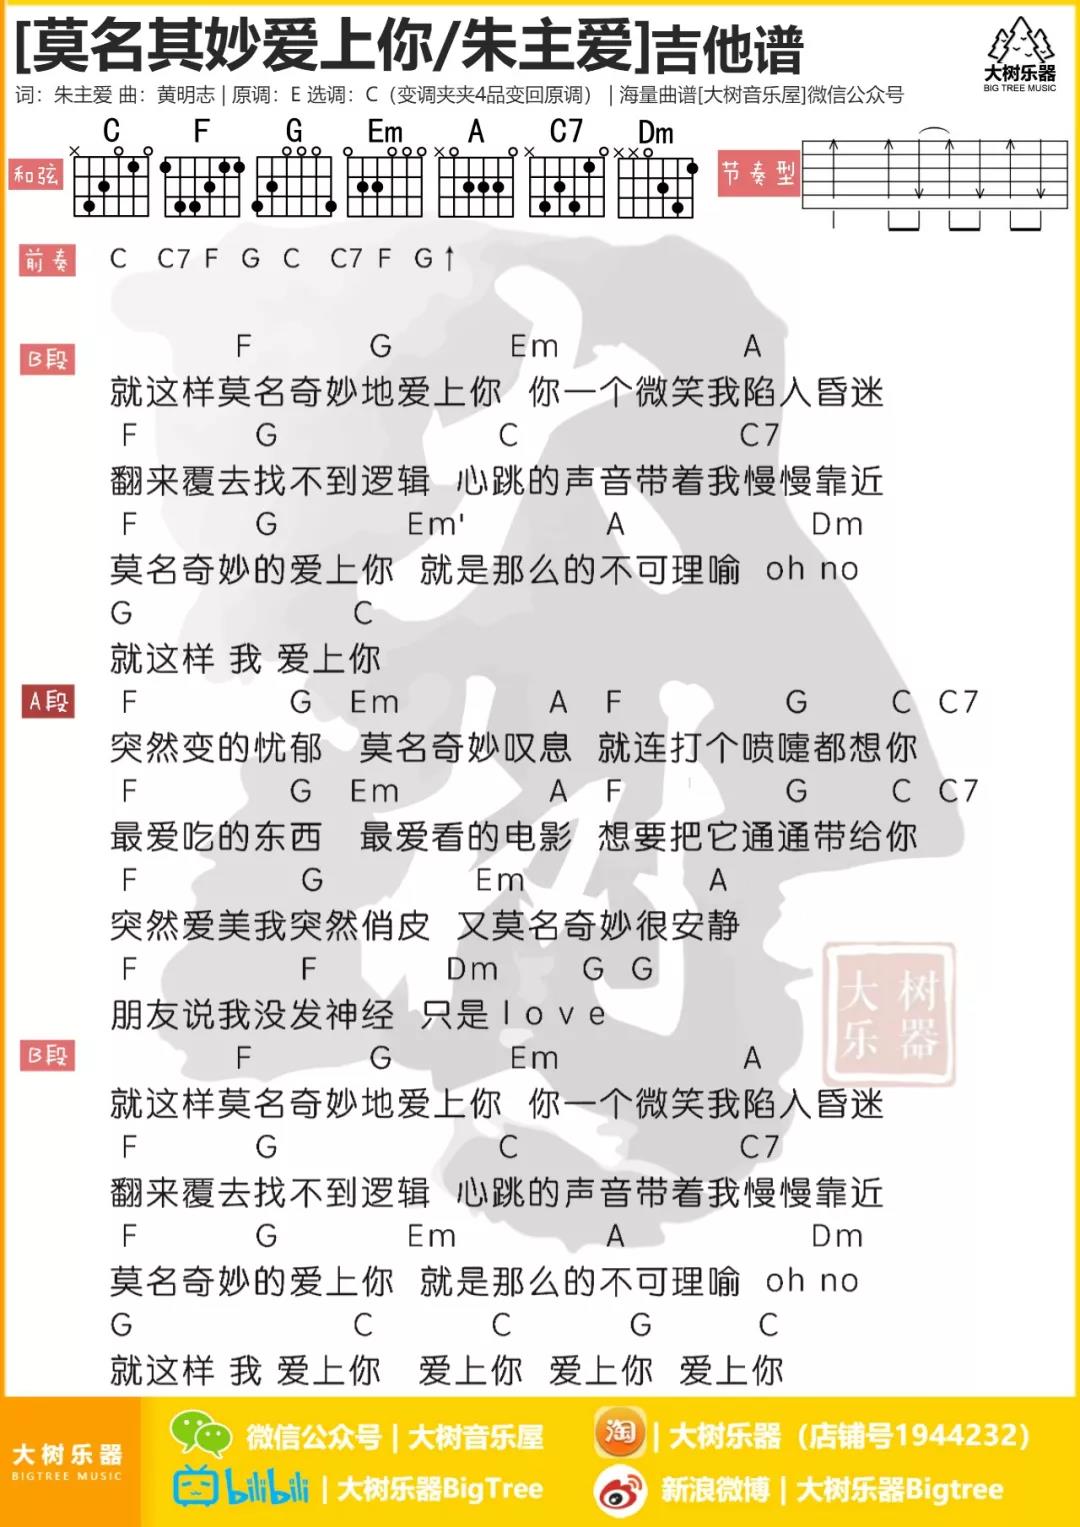 [莫名其妙爱上你/朱主爱]吉他谱
大树乐器
BIG TREE MUSIC
词：朱主爱 曲：黄明志 | 原调：E 选调：C（变调夹夹4品变回原调） | 海量曲谱[大树音乐屋]微信公众号
C F G Em A C7 Dm
和弦
节奏型
前奏 C C7 F G C C7 F G↑
B段 F G Em A
就这样莫名奇妙地爱上你 你一个微笑我陷入昏迷
F G C C7
翻来覆去找不到逻辑 心跳的声音带着我慢慢靠近
F G Em' A Dm
莫名奇妙的爱上你 就是那么的不可理喻 oh no
G C
就这样 我 爱上你
A段 F G Em A F G C C7
突然变的忧郁 莫名奇妙叹息 就连打个喷嚏都想你
F G Em A F G C C7
最爱吃的东西 最爱看的电影 想要把它通通带给你
F G Em A
突然爱美我突然俏皮 又莫名奇妙很安静
F F Dm G G
朋友说我没发神经 只是love
B段 F G Em A
就这样莫名奇妙地爱上你 你一个微笑我陷入昏迷
F G C C7
翻来覆去找不到逻辑 心跳的声音带着我慢慢靠近
F G Em A Dm
莫名奇妙的爱上你 就是那么的不可理喻 oh no
G C C G C
就这样 我 爱上你 爱上你 爱上你 爱上你
大树
大树
乐器
大树乐器
BIGTREE MUSIC
微信公众号 | 大树音乐屋
淘 | 大树乐器（店铺号1944232）
bilibili | 大树乐器BigTree
新浪微博 | 大树乐器Bigtree